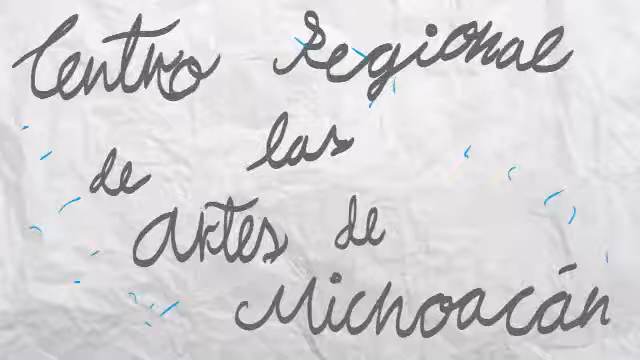 Centro Regional
de las
Artes de
Michoacán